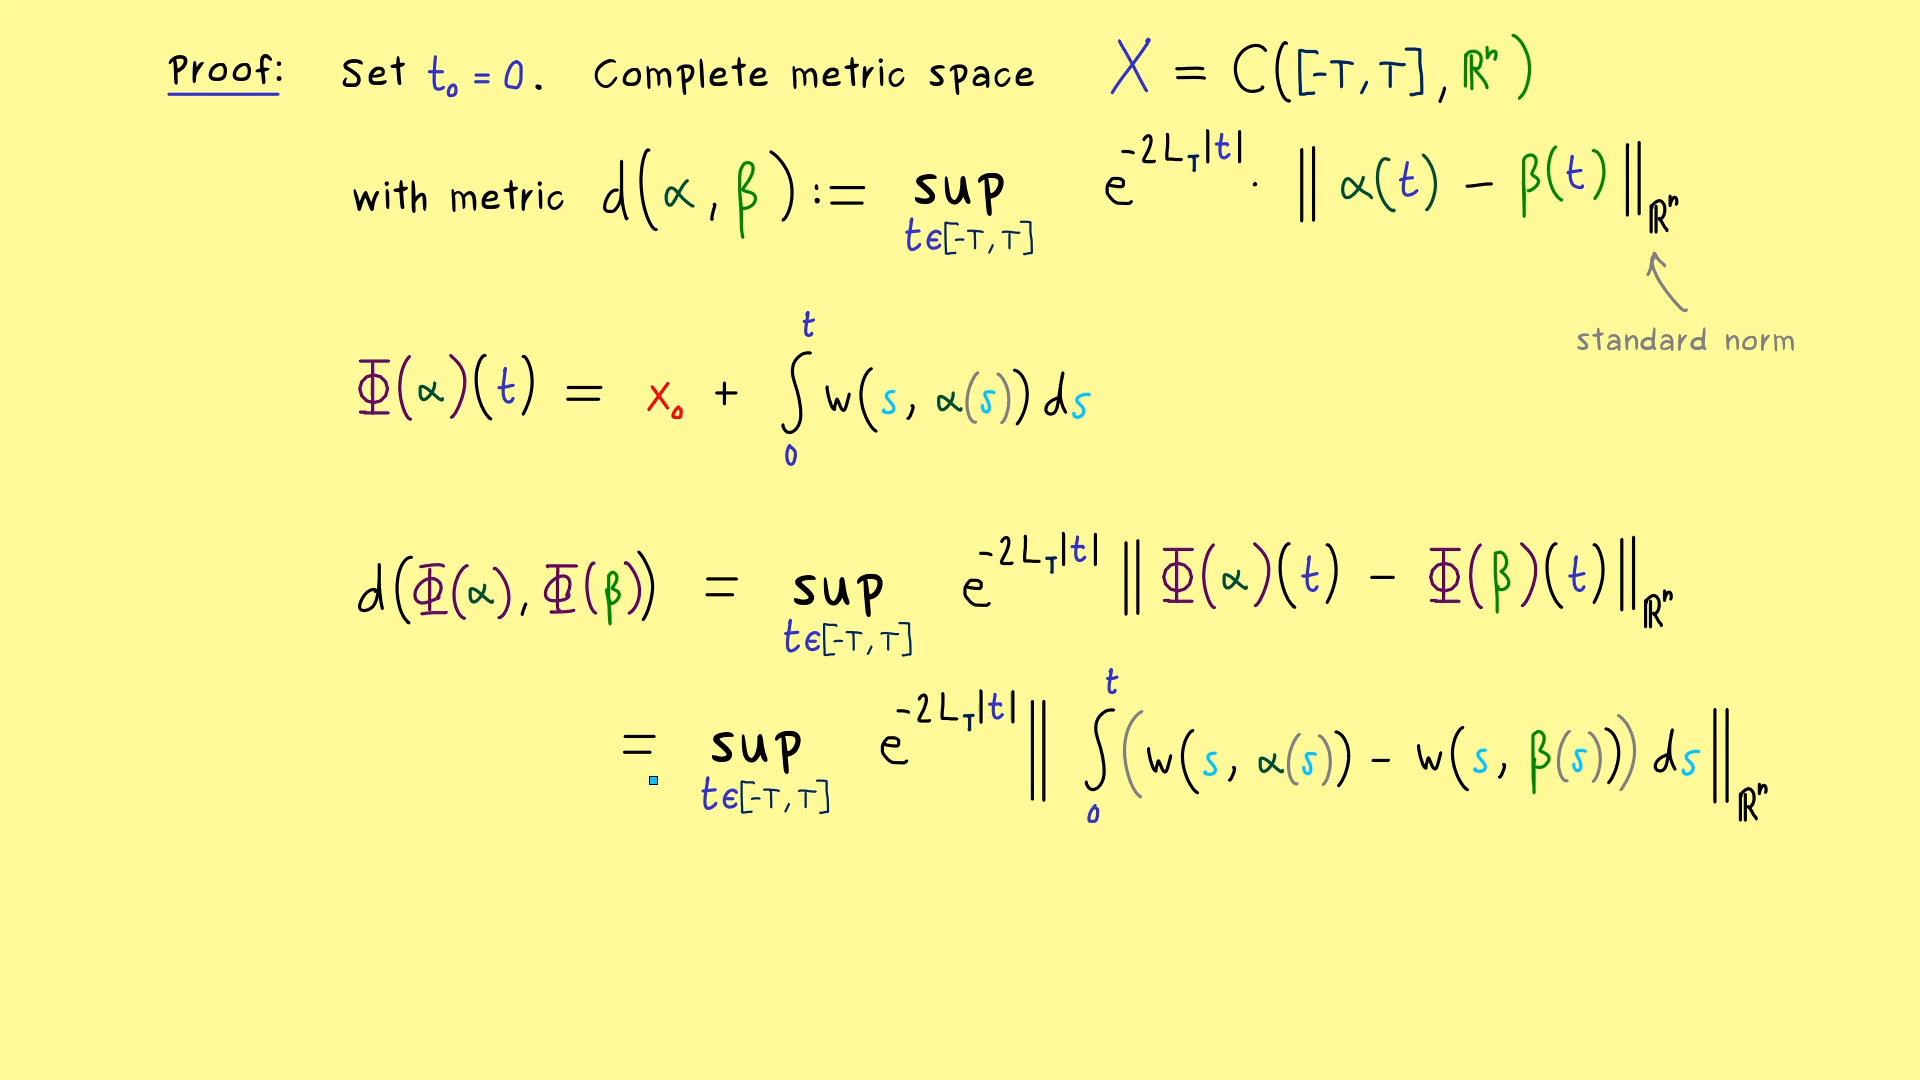 Proof: Set t₀ = 0. Complete metric space X = C([-T, T], ℝⁿ)
with metric d(α, β) := sup_{t∈[-T, T]} e^{-2L_T|t|} · ‖α(t) − β(t)‖_{ℝⁿ}
standard norm
Φ(α)(t) = x₀ + ∫₀ᵗ w(s, α(s)) ds
d(Φ(α), Φ(β)) = sup_{t∈[-T, T]} e^{-2L_T|t|} ‖Φ(α)(t) − Φ(β)(t)‖_{ℝⁿ}
= sup_{t∈[-T, T]} e^{-2L_T|t|} ‖∫₀ᵗ (w(s, α(s)) − w(s, β(s))) ds‖_{ℝⁿ}